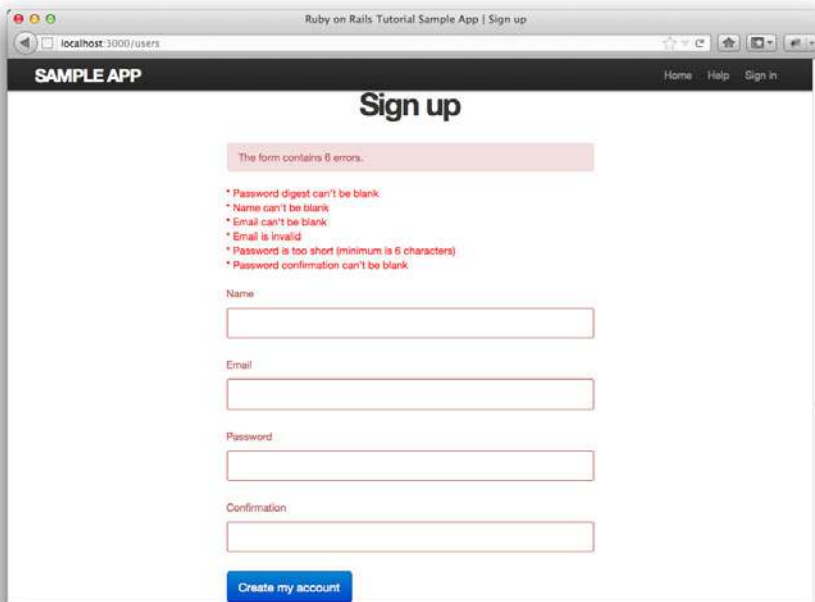 Ruby on Rails Tutorial Sample App | Sign up
localhost:3000/users
SAMPLE APP
Home Help Sign in
Sign up
The form contains 6 errors.
* Password digest can't be blank
* Name can't be blank
* Email can't be blank
* Email is invalid
* Password is too short (minimum is 6 characters)
* Password confirmation can't be blank
Name
Email
Password
Confirmation
Create my account